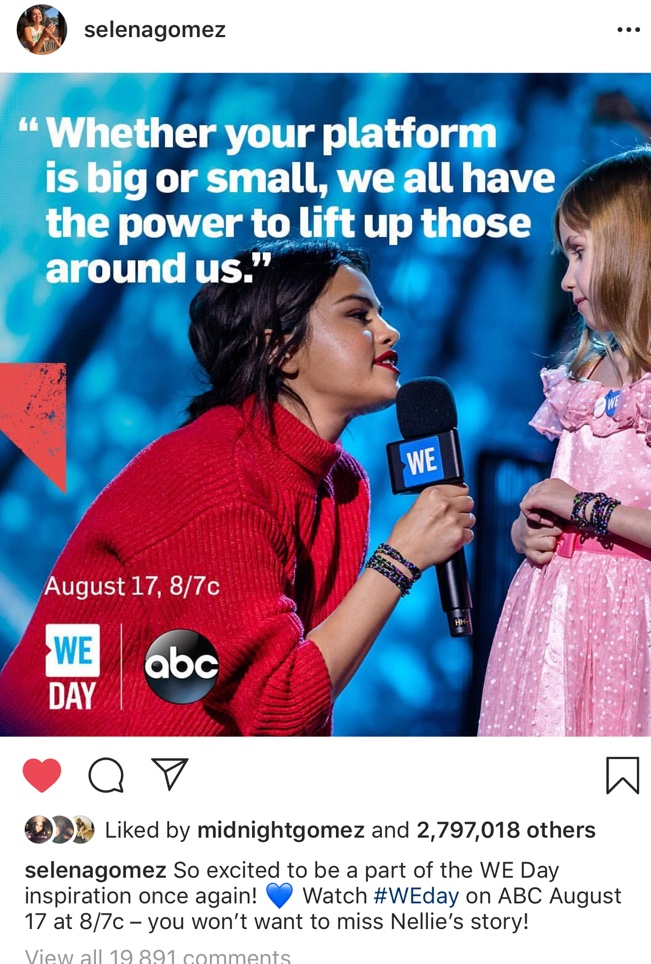 selenagomez
“Whether your platform
is big or small, we all have
the power to lift up those
around us.”
WE
WE
August 17, 8/7c
WE
DAY
abc
HH
Liked by midnightgomez and 2,797,018 others
selenagomez So excited to be a part of the WE Day
inspiration once again! 💙 Watch #WEday on ABC August
17 at 8/7c – you won’t want to miss Nellie’s story!
View all 19,891 comments